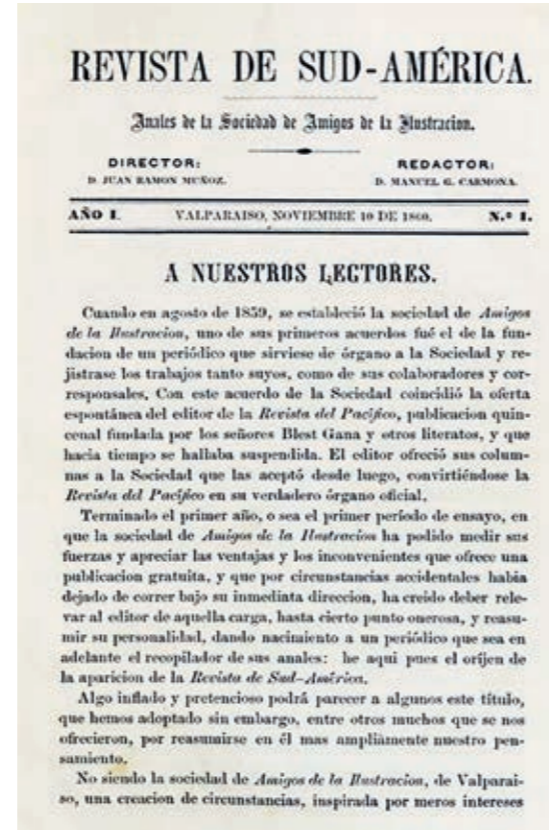 REVISTA DE SUD-AMÉRICA.
Anales de la Sociedad de Amigos de la Ilustracion.
DIRECTOR:
D. JUAN RAMON MUÑOZ.
REDACTOR:
D. MANUEL G. CARMONA.
AÑO I. VALPARAISO, NOVIEMBRE 10 DE 1860. N.º 1.
A NUESTROS LECTORES.
Cuando en agosto de 1859, se estableció la sociedad de Amigos
de la Ilustracion, uno de sus primeros acuerdos fué el de la fun-
dacion de un periódico que sirviese de órgano a la Sociedad y re-
jistrase los trabajos tanto suyos, como de sus colaboradores y cor-
responsales. Con este acuerdo de la Sociedad coincidió la oferta
espontánea del editor de la Revista del Pacífico, publicacion quin-
cenal fundada por los señores Blest Gana y otros literatos, y que
hacia tiempo se hallaba suspendida. El editor ofreció sus colum-
nas a la Sociedad que las aceptó desde luego, convirtiéndose la
Revista del Pacífico en su verdadero órgano oficial.
Terminado el primer año, o sea el primer período de ensayo, en
que la sociedad de Amigos de la Ilustracion ha podido medir sus
fuerzas y apreciar las ventajas y los inconvenientes que ofrece una
publicacion gratuita, y que por circunstancias accidentales habia
dejado de correr bajo su inmediata direccion, ha creido deber rele-
var al editor de aquella carga, hasta cierto punto onerosa, y reasu-
mir su personalidad, dando nacimiento a un periódico que sea en
adelante el recopilador de sus anales: he aqui pues el oríjen de
la aparicion de la Revista de Sud-América.
Algo inflado y pretencioso podrá parecer a algunos este título,
que hemos adoptado sin embargo, entre otros muchos que se nos
ofrecieron, por reasumirse en él mas ampliamente nuestro pen-
samiento.
No siendo la sociedad de Amigos de la Ilustracion, de Valparai-
so, una creacion de circunstancias, inspirada por meros intereses